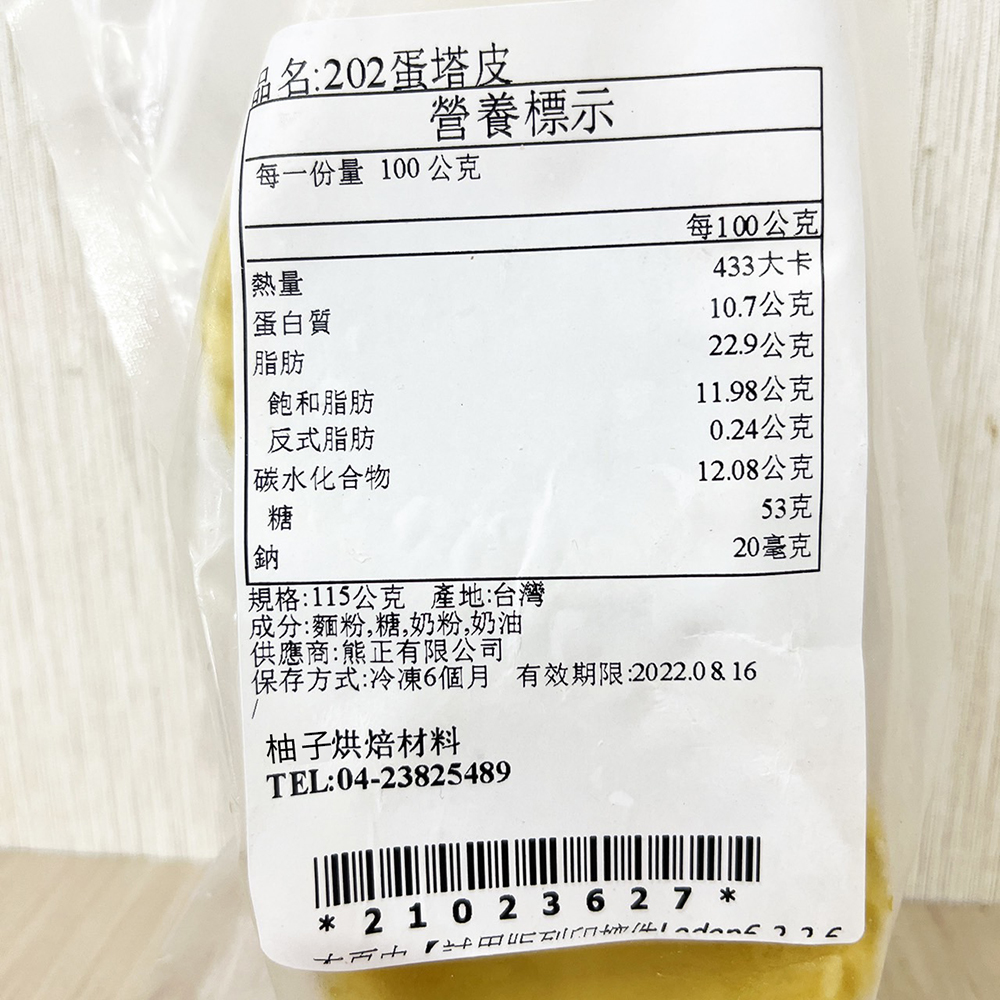 品名:202蛋塔皮
營養標示
每一份量 100 公克
每100公克
熱量 433大卡
蛋白質 10.7公克
脂肪 22.9公克
飽和脂肪 11.98公克
反式脂肪 0.24公克
碳水化合物 12.08公克
糖 53克
鈉 20毫克
規格:115公克 產地:台灣
成分:麵粉,糖,奶粉,奶油
供應商:熊正有限公司
保存方式:冷凍6個月 有效期限:2022.08.16
/
柚子烘焙材料
TEL:04-23825489
*21023627*